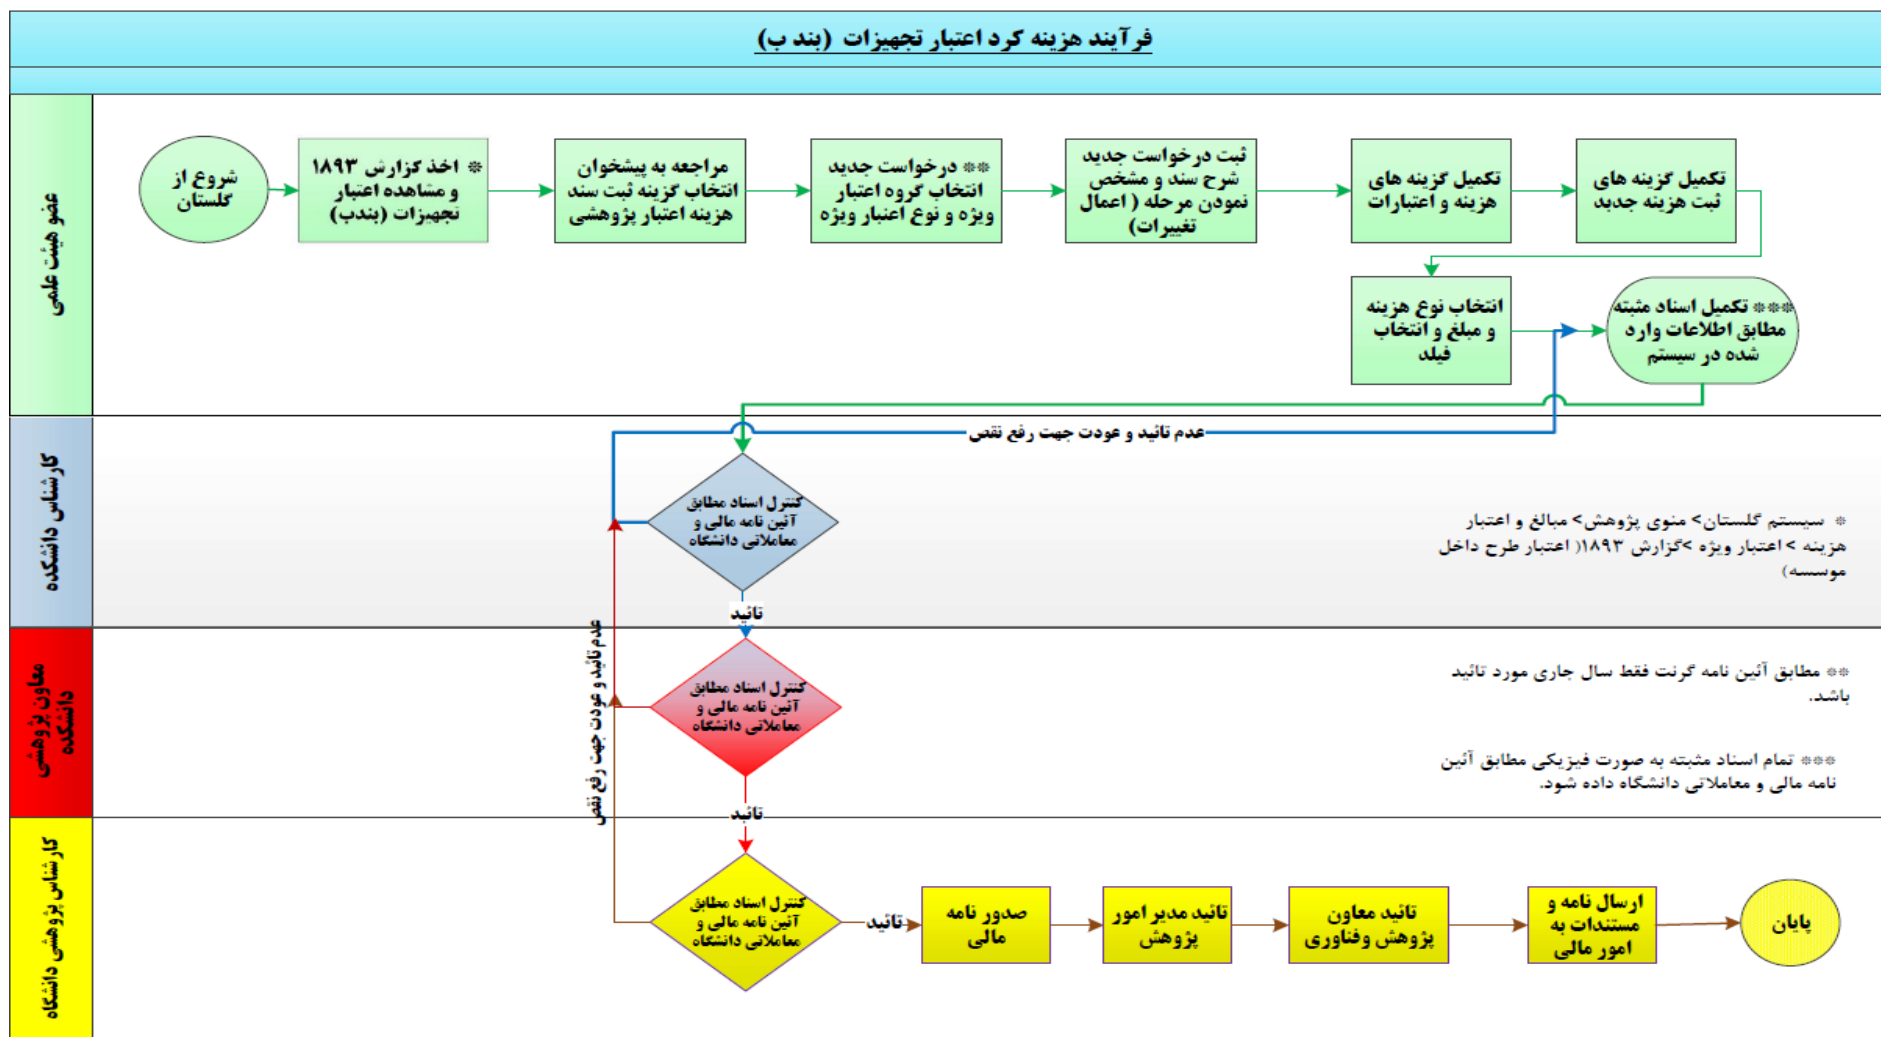 فرآیند هزینه کرد اعتبار تجهیزات (بند ب)
عضو هیئت علمی
شروع از
گلستان
* اخذ گزارش ۱۸۹۳
و مشاهده اعتبار
تجهیزات (بندب)
مراجعه به پیشخوان
انتخاب گزینه ثبت سند
هزینه اعتبار پژوهشی
** درخواست جدید
انتخاب گروه اعتبار
ویژه و نوع اعتبار ویژه
ثبت درخواست جدید
شرح سند و مشخص
نمودن مرحله ( اعمال
تغییرات)
تکمیل گزینه های
هزینه و اعتبارات
تکمیل گزینه های
ثبت هزینه جدید
انتخاب نوع هزینه
و مبلغ و انتخاب
فیلد
*** تکمیل اسناد مثبته
مطابق اطلاعات وارد
شده در سیستم
کارشناس دانشکده
عدم تائید و عودت جهت رفع نقص
کنترل اسناد مطابق
آئین نامه مالی و
معاملاتی دانشگاه
تائید
* سیستم گلستان> منوی پژوهش> مبالغ و اعتبار
هزینه > اعتبار ویژه >گزارش ۱۸۹۳( اعتبار طرح داخل
موسسه)
معاون پژوهشی
دانشکده
عدم تائید و عودت جهت رفع نقص
کنترل اسناد مطابق
آئین نامه مالی و
معاملاتی دانشگاه
تائید
** مطابق آئین نامه گرنت فقط سال جاری مورد تائید
باشد.
*** تمام اسناد مثبته به صورت فیزیکی مطابق آئین
نامه مالی و معاملاتی دانشگاه داده شود.
کارشناس پژوهشی دانشگاه
کنترل اسناد مطابق
آئین نامه مالی و
معاملاتی دانشگاه
تائید
صدور نامه
مالی
تائید مدیر امور
پژوهش
تائید معاون
پژوهش وفناوری
ارسال نامه و
مستندات به
امور مالی
پایان